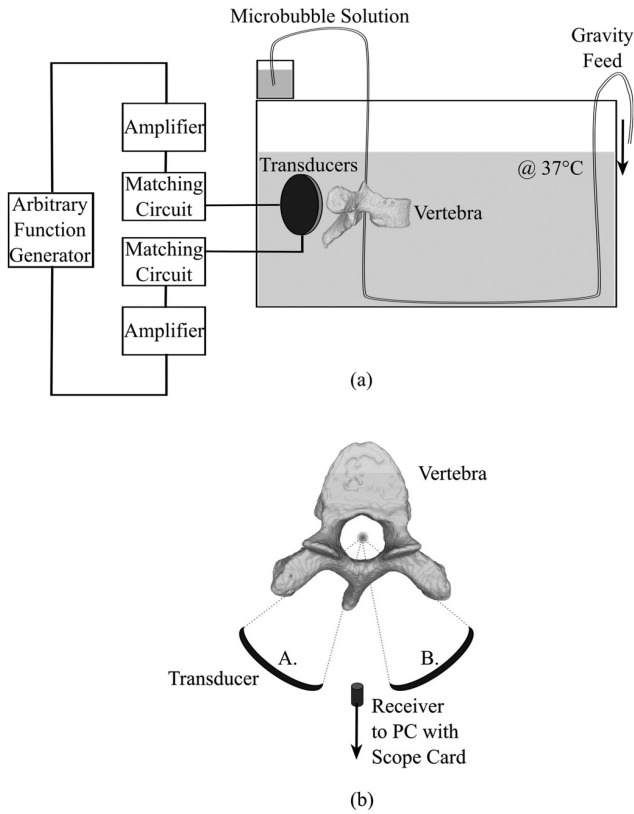 (a)
Microbubble Solution
Gravity
Feed
Amplifier
Transducers
@ 37°C
Matching
Circuit
Arbitrary
Function
Generator
Vertebra
Matching
Circuit
Amplifier
(a)
Vertebra
A.
B.
Transducer
Receiver
to PC with
Scope Card
(b)